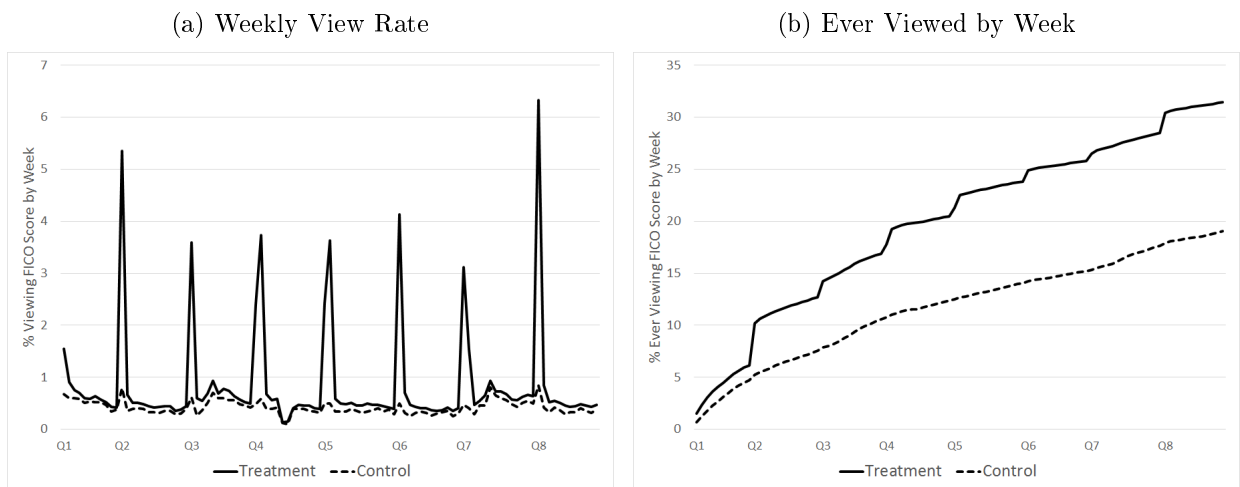 (a) Weekly View Rate
7
6
5
4
3
2
1
0
% Viewing FICO Score by Week
Q1 Q2 Q3 Q4 Q5 Q6 Q7 Q8
Treatment Control
(b) Ever Viewed by Week
35
30
25
20
15
10
5
0
% Ever Viewing FICO Score by Week
Q1 Q2 Q3 Q4 Q5 Q6 Q7 Q8
Treatment Control